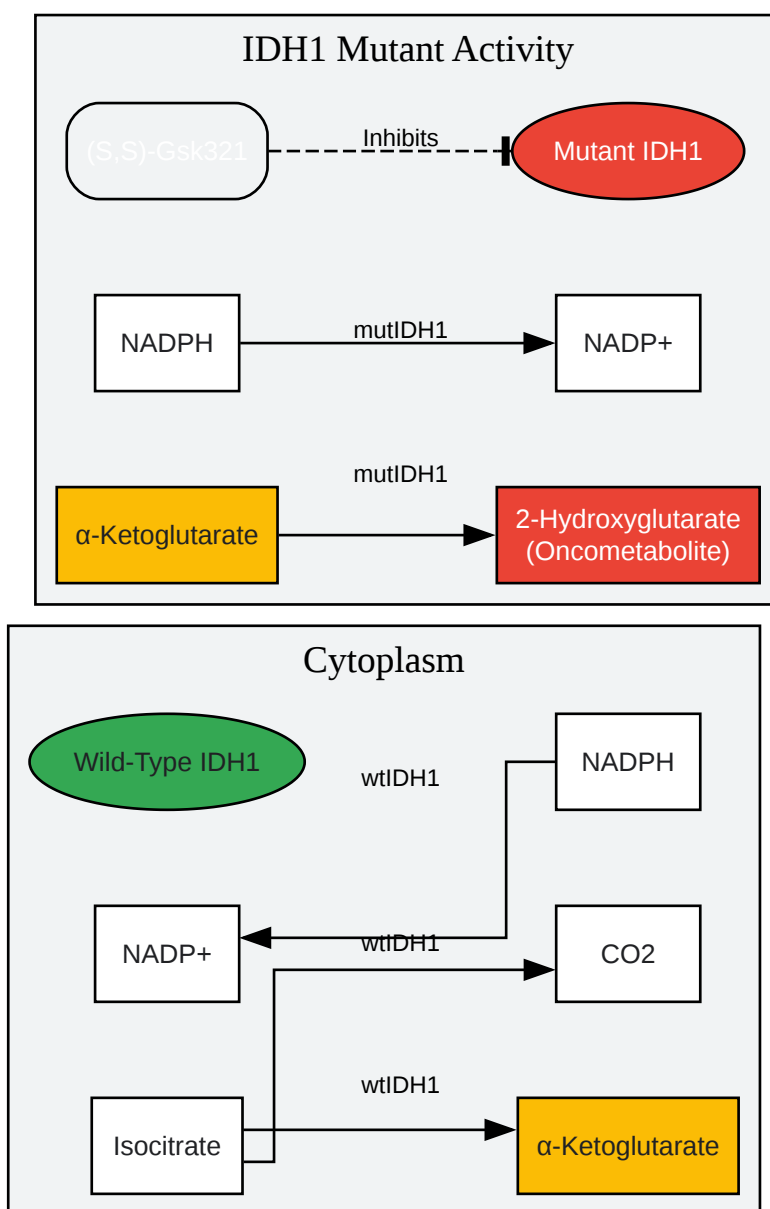 IDH1 Mutant Activity
(S,S)-Gsk321
Inhibits
Mutant IDH1
NADPH
mutIDH1
NADP+
mutIDH1
α-Ketoglutarate
2-Hydroxyglutarate
(Oncometabolite)
Cytoplasm
Wild-Type IDH1
wtIDH1
NADPH
NADP+
wtIDH1
CO2
wtIDH1
Isocitrate
α-Ketoglutarate